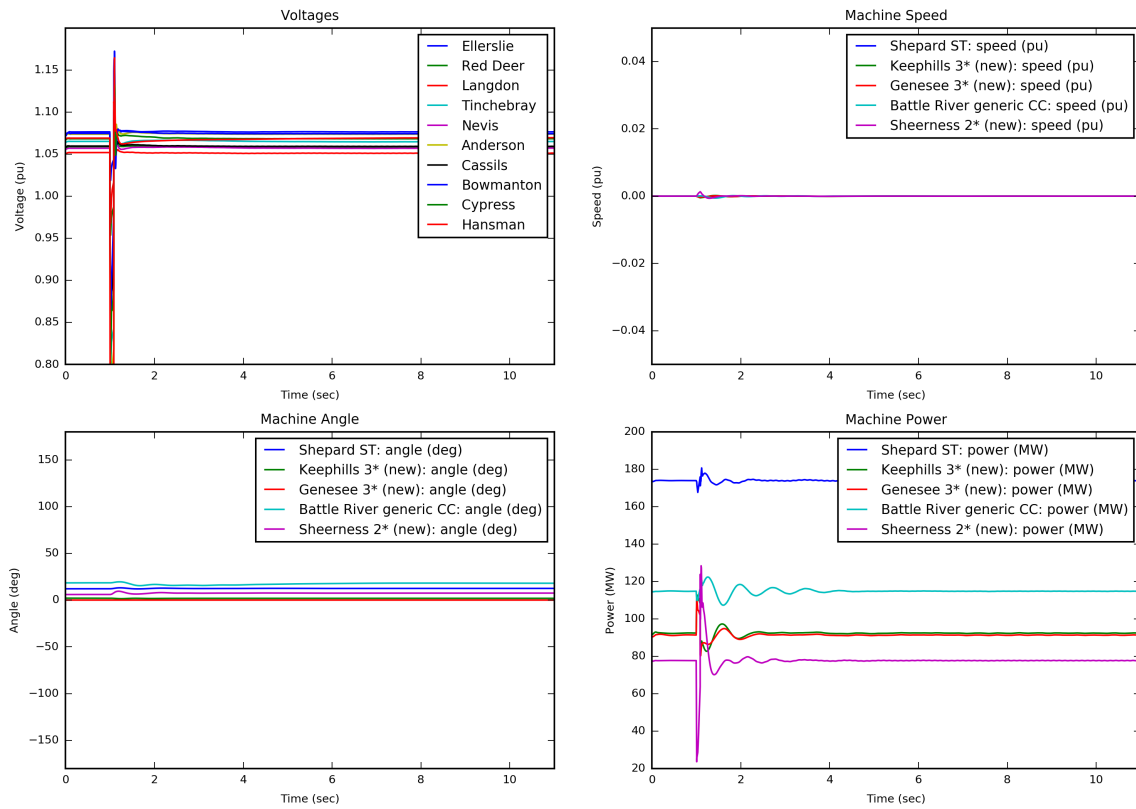 Voltages
1.15
1.10
1.05
1.00
0.95
0.90
0.85
0.80
Voltage (pu)
Ellerslie
Red Deer
Langdon
Tinchebray
Nevis
Anderson
Cassils
Bowmanton
Cypress
Hansman
0 2 4 6 8 10
Time (sec)
Machine Speed
0.04
0.02
0.00
−0.02
−0.04
Speed (pu)
Shepard ST: speed (pu)
Keephills 3* (new): speed (pu)
Genesee 3* (new): speed (pu)
Battle River generic CC: speed (pu)
Sheerness 2* (new): speed (pu)
0 2 4 6 8 10
Time (sec)
Machine Angle
150
100
50
0
−50
−100
−150
Angle (deg)
Shepard ST: angle (deg)
Keephills 3* (new): angle (deg)
Genesee 3* (new): angle (deg)
Battle River generic CC: angle (deg)
Sheerness 2* (new): angle (deg)
0 2 4 6 8 10
Time (sec)
Machine Power
200
180
160
140
120
100
80
60
40
20
Power (MW)
Shepard ST: power (MW)
Keephills 3* (new): power (MW)
Genesee 3* (new): power (MW)
Battle River generic CC: power (MW)
Sheerness 2* (new): power (MW)
0 2 4 6 8 10
Time (sec)